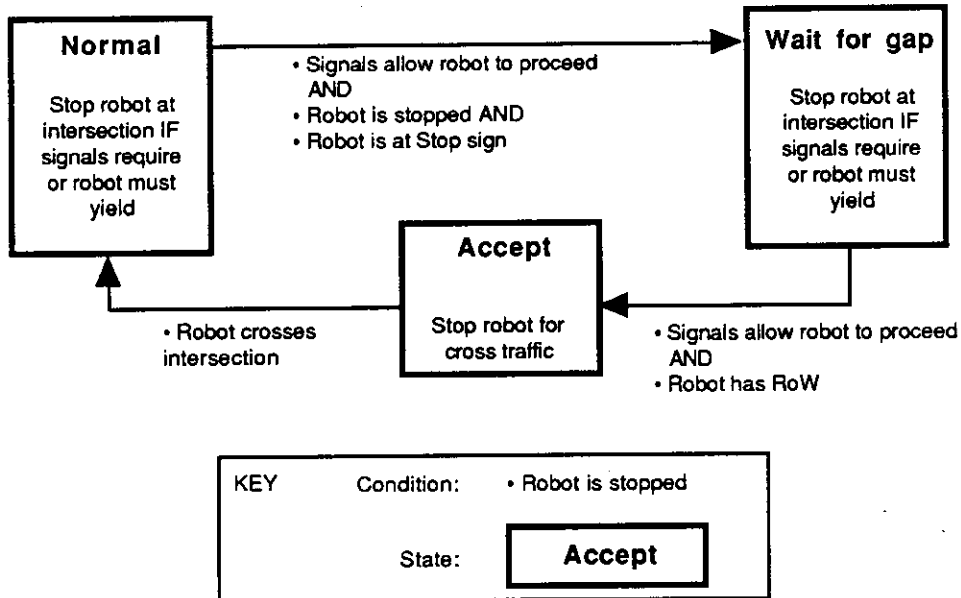 Normal
Stop robot at
intersection IF
signals require
or robot must
yield
• Signals allow robot to proceed
AND
• Robot is stopped AND
• Robot is at Stop sign
Wait for gap
Stop robot at
intersection IF
signals require
or robot must
yield
• Signals allow robot to proceed
AND
• Robot has RoW
Accept
Stop robot for
cross traffic
• Robot crosses
intersection
KEY Condition: • Robot is stopped
State: Accept